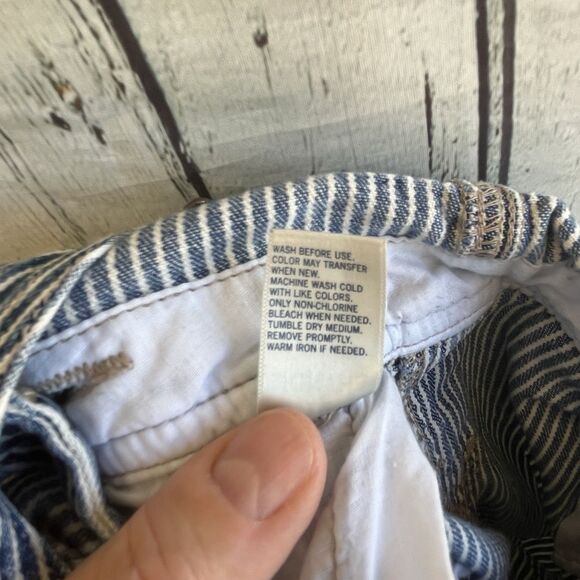 WASH BEFORE USE.
COLOR MAY TRANSFER
WHEN NEW.
MACHINE WASH COLD
WITH LIKE COLORS.
ONLY NON-CHLORINE
BLEACH WHEN NEEDED.
TUMBLE DRY MEDIUM.
REMOVE PROMPTLY.
WARM IRON IF NEEDED.